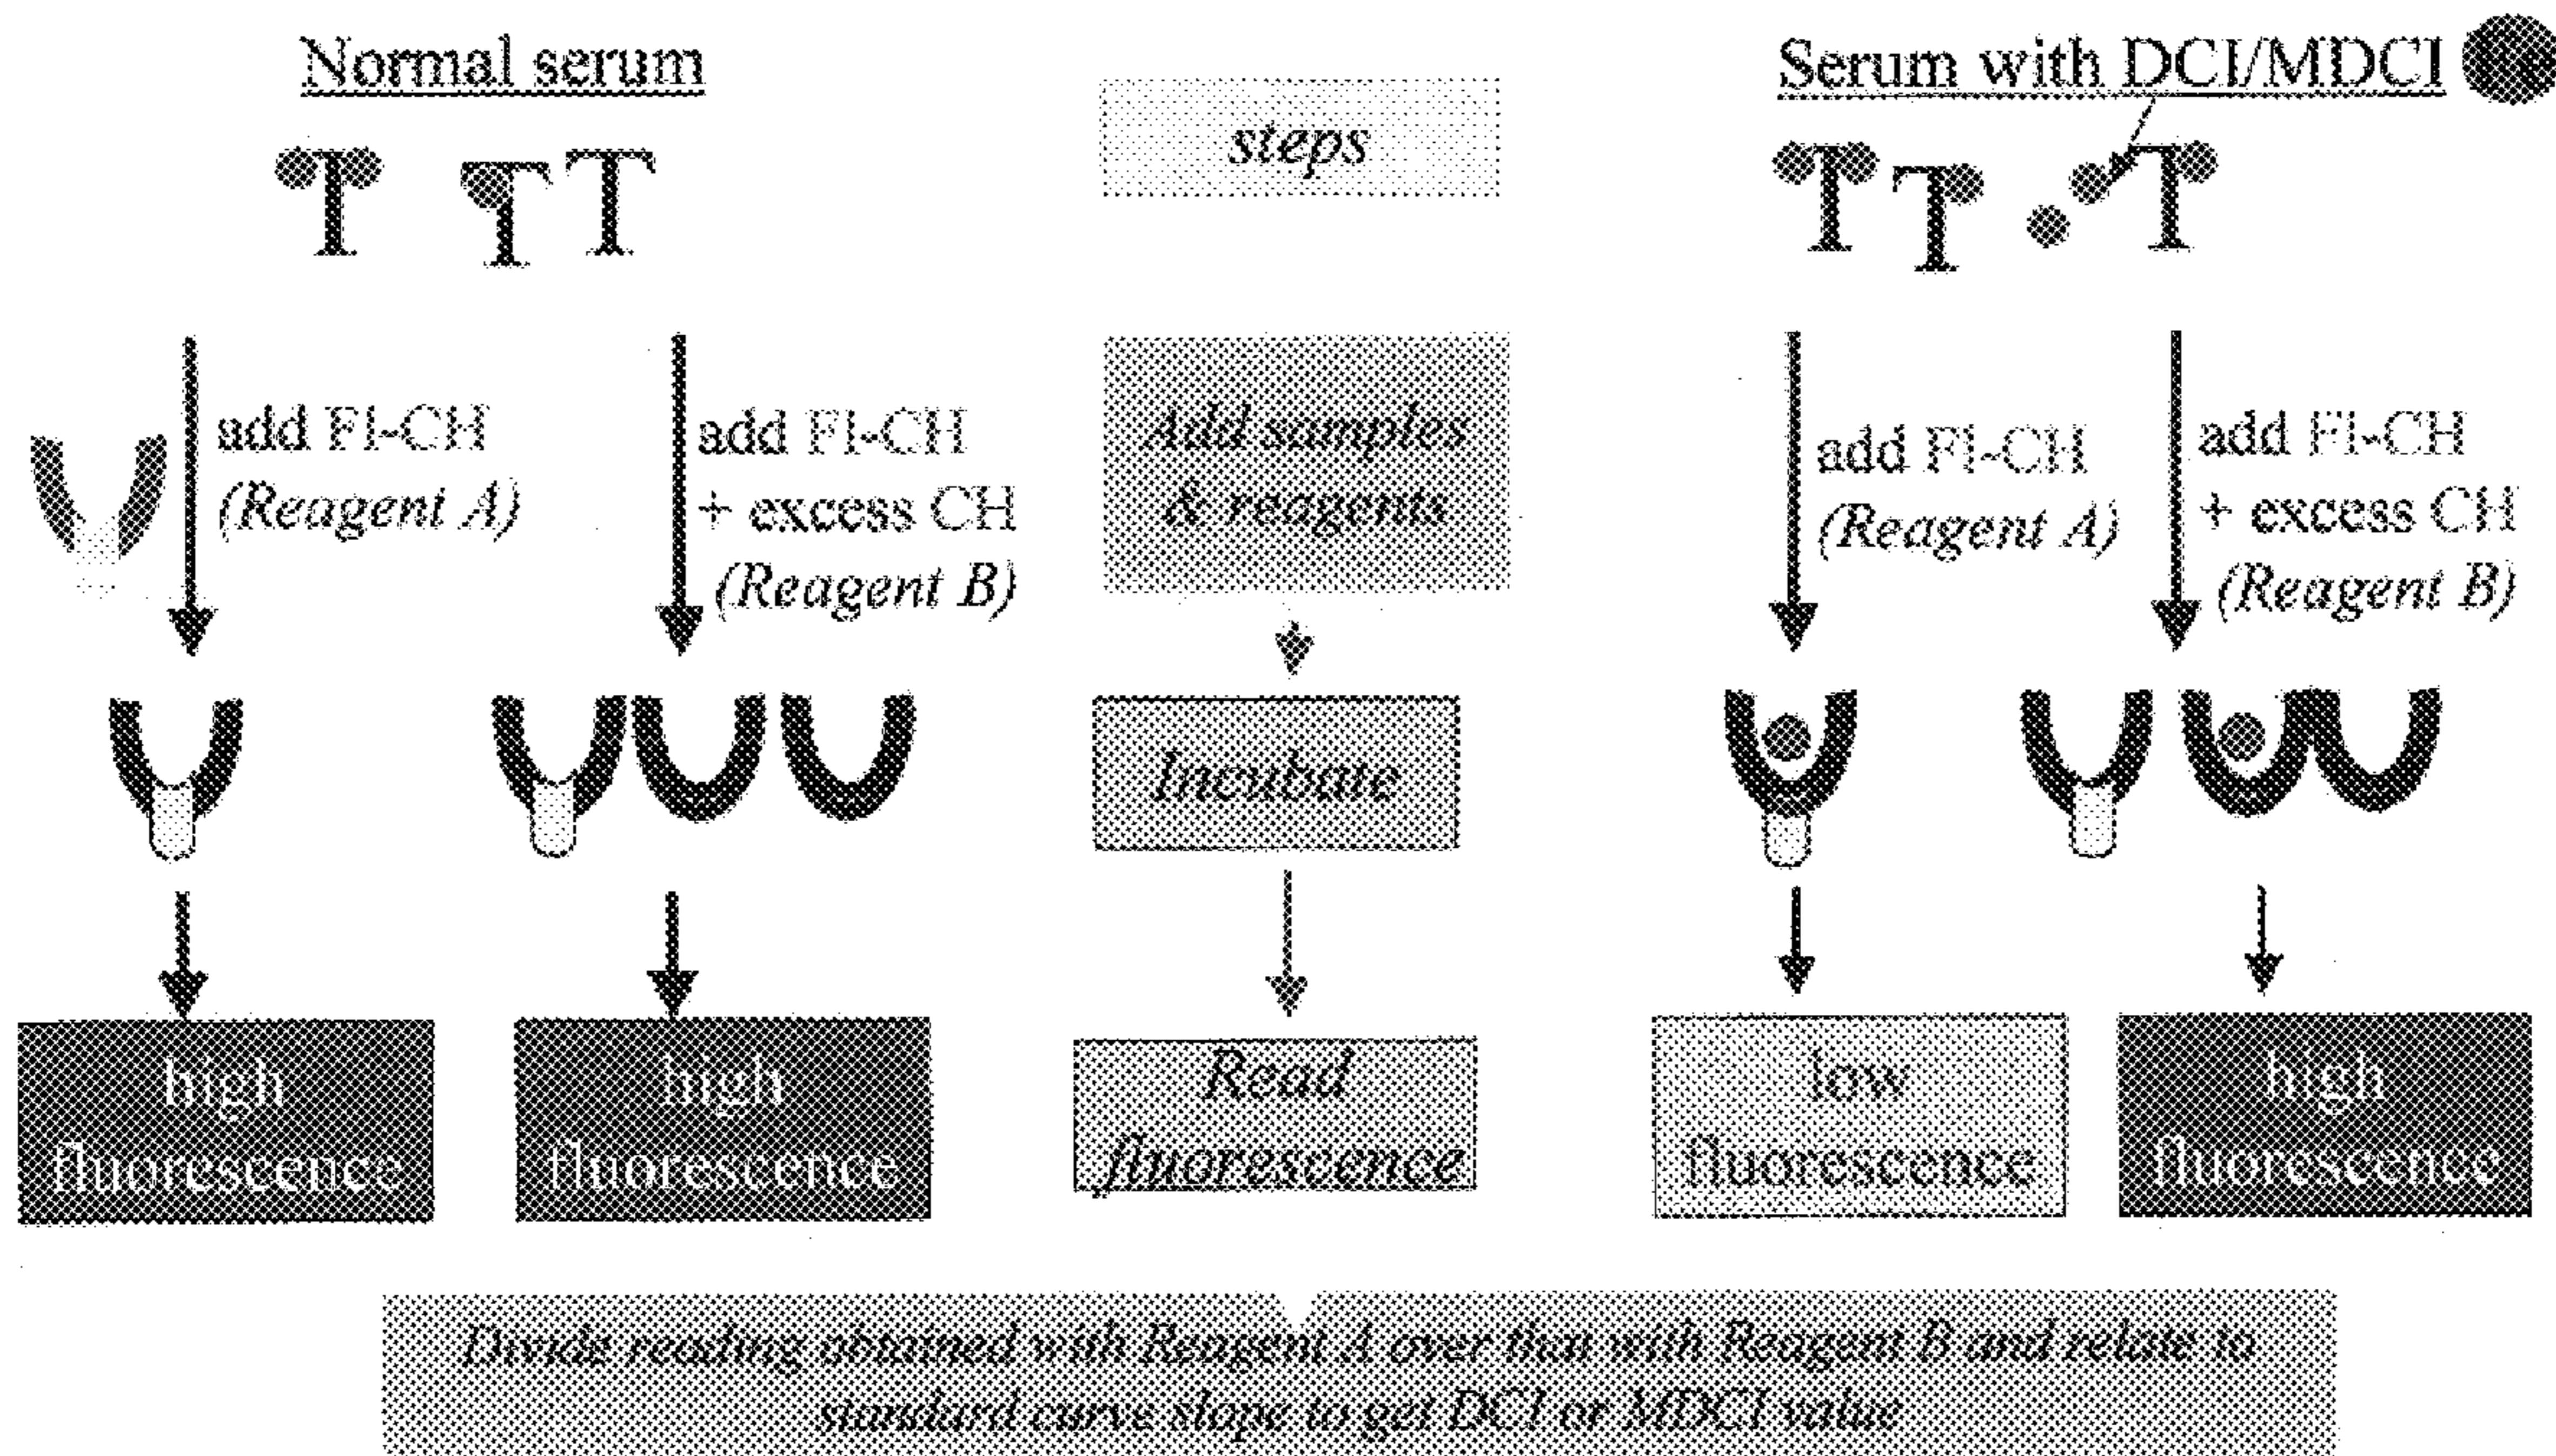 Normal serum
T T T
add Fl-CH
(Reagent A)
add Fl-CH
+ excess CH
(Reagent B)
high
fluorescence
high
fluorescence
steps
Add samples
& reagents
Incubate
Read
fluorescence
Serum with DCI/MDCI Fe
T T T
add Fl-CH
(Reagent A)
add Fl-CH
+ excess CH
(Reagent B)
low
fluorescence
high
fluorescence
Divide reading obtained with Reagent A over that with Reagent B and relate to
standard curve slope to get DCI or MDCI value